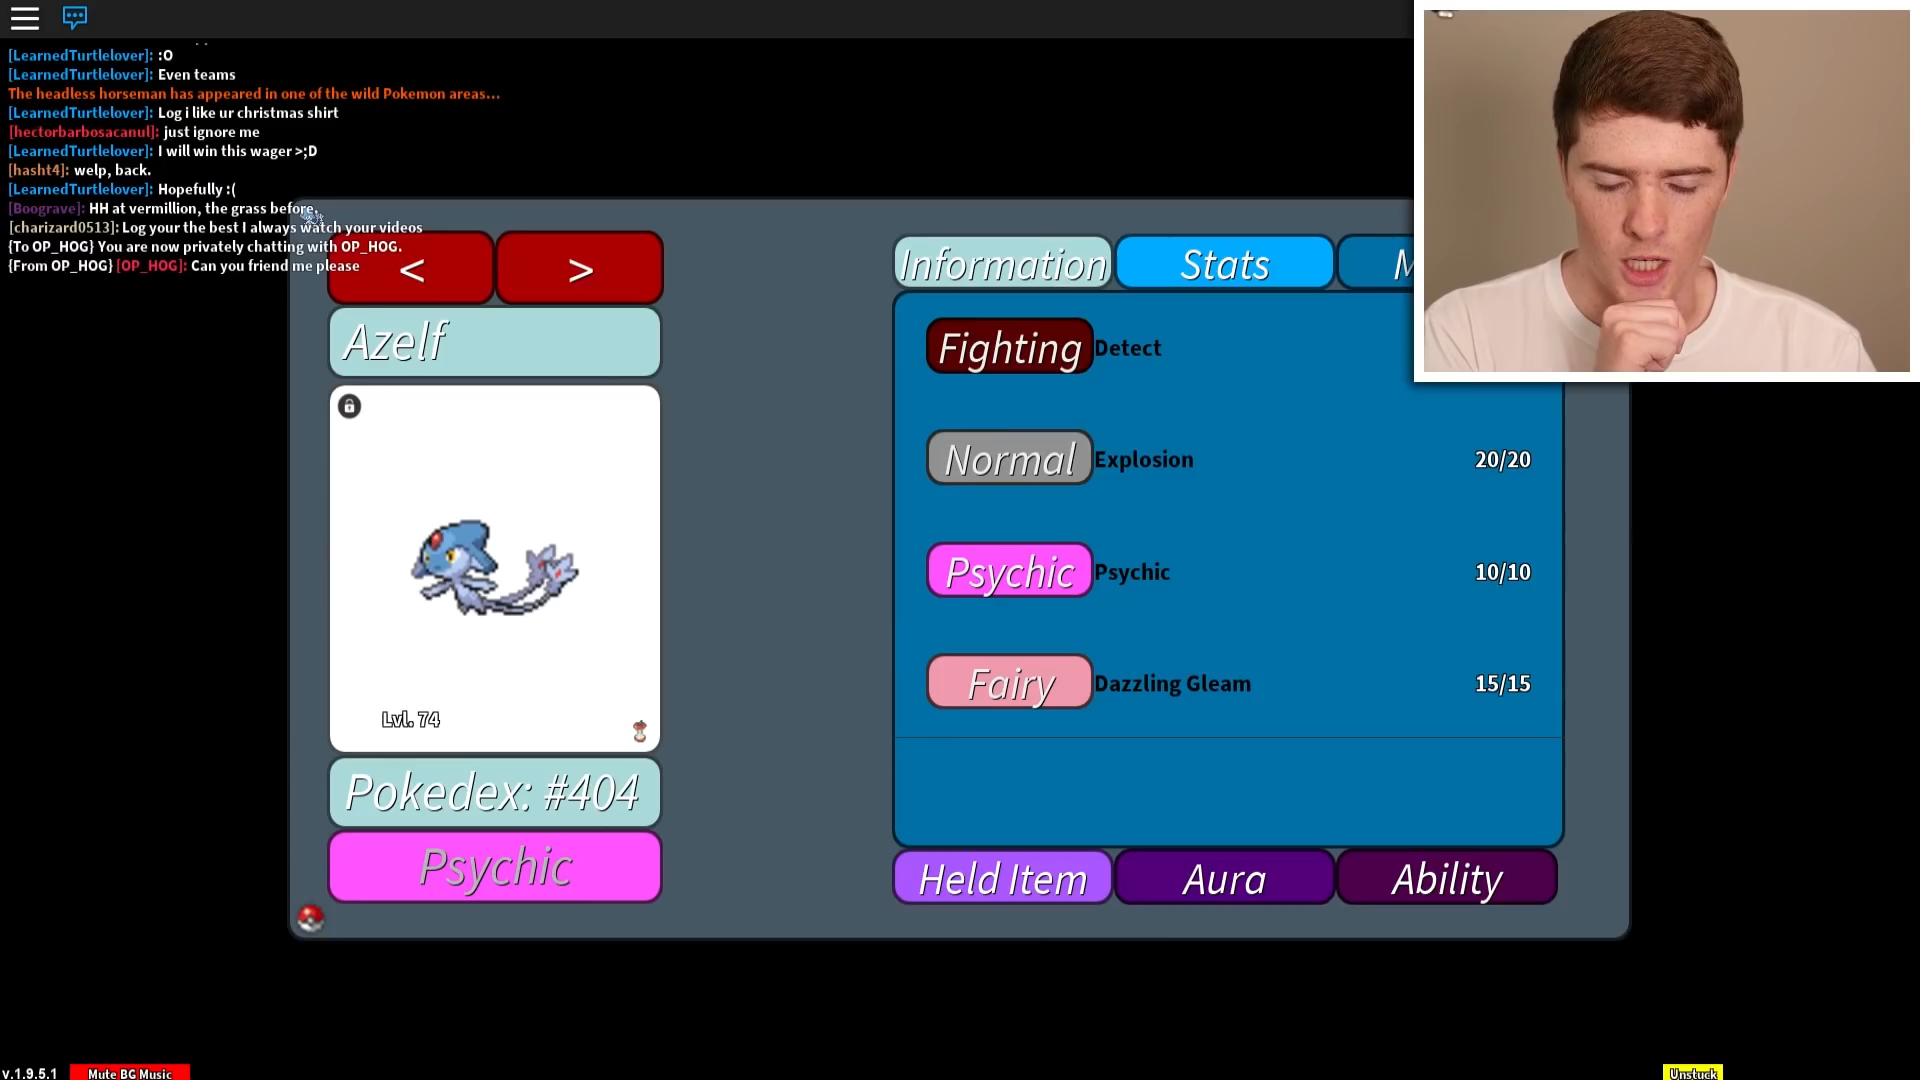 [LearnedTurtlelover]: :O
[LearnedTurtlelover]: Even teams
The headless horseman has appeared in one of the wild Pokemon areas...
[LearnedTurtlelover]: Log i like ur christmas shirt
[hectorbarbosacanul]: just ignore me
[LearnedTurtlelover]: I will win this wager >;D
[hasht4]: welp, back.
[LearnedTurtlelover]: Hopefully :(
[Boograve]: HH at vermillion, the grass before.
[charizard0513]: Log your the best I always watch your videos
{To OP_HOG} You are now privately chatting with OP_HOG.
{From OP_HOG} [OP_HOG]: Can you friend me please
< >
Azelf
Lvl. 74
Pokedex: #404
Psychic
Information Stats M
Fighting Detect
Normal Explosion 20/20
Psychic Psychic 10/10
Fairy Dazzling Gleam 15/15
Held Item Aura Ability
v.1.9.5.1 Mute BG Music Unstuck